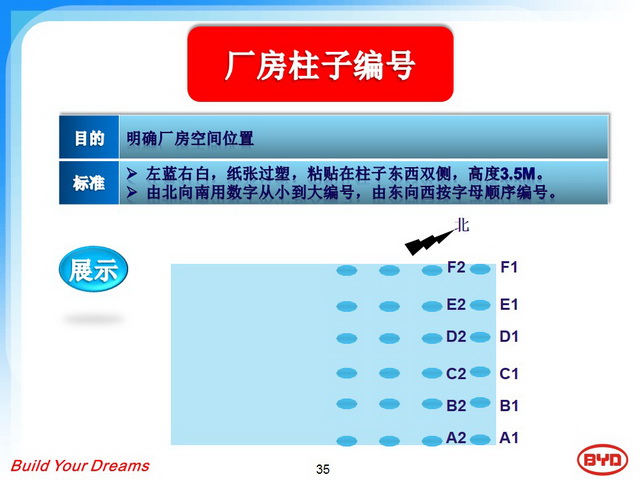 厂房柱子编号
目的 明确厂房空间位置
标准 ➢ 左蓝右白，纸张过塑，粘贴在柱子东西双侧，高度3.5M。
➢ 由北向南用数字从小到大编号，由东向西按字母顺序编号。
北
展示
F2 F1
E2 E1
D2 D1
C2 C1
B2 B1
A2 A1
Build Your Dreams
35
BYD